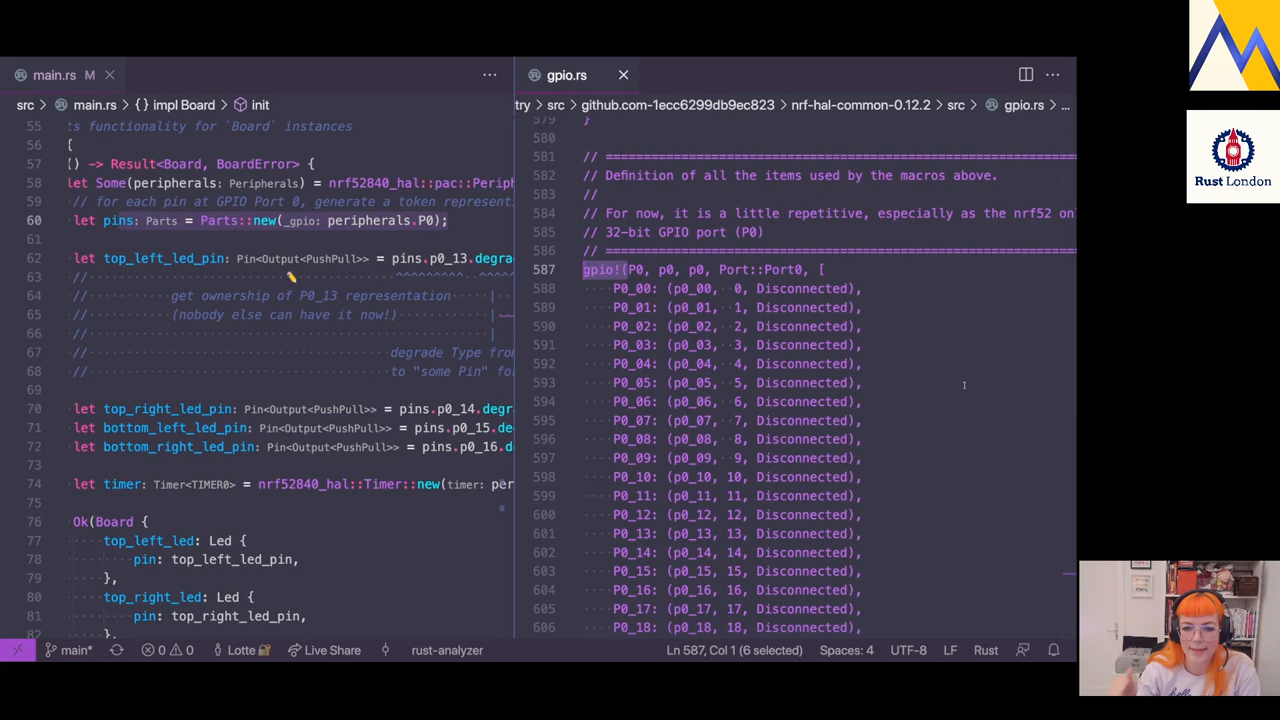 main.rs M
src > main.rs > {} impl Board > init
55 ts functionality for `Board` instances
56 {
57 () -> Result<Board, BoardError> {
58 let Some(peripherals: Peripherals) = nrf52840_hal::pac::Periph
59 // for each pin at GPIO Port 0, generate a token represent
60 let pins: Parts = Parts::new(_gpio: peripherals.P0);
61
62 let top_left_led_pin: Pin<Output<PushPull>> = pins.p0_13.degrad
63 // ^^^^^^^^^ ^^^^
64 // get ownership of P0_13 representation |
65 // (nobody else can have it now!) |
66 // |
67 // degrade Type from
68 // to "some Pin" fo
69
70 let top_right_led_pin: Pin<Output<PushPull>> = pins.p0_14.degr
71 let bottom_left_led_pin: Pin<Output<PushPull>> = pins.p0_15.de
72 let bottom_right_led_pin: Pin<Output<PushPull>> = pins.p0_16.d
73
74 let timer: Timer<TIMER0> = nrf52840_hal::Timer::new(timer: per
75
76 Ok(Board {
77 top_left_led: Led {
78 pin: top_left_led_pin,
79 },
80 top_right_led: Led {
81 pin: top_right_led_pin,
82 },
gpio.rs
try > src > github.com-1ecc6299db9ec823 > nrf-hal-common-0.12.2 > src > gpio.rs > ...
579 }
580
581 // =====================================================
582 // Definition of all the items used by the macros above.
583 //
584 // For now, it is a little repetitive, especially as the nrf52 onl
585 // 32-bit GPIO port (P0)
586 // =====================================================
587 gpio!(P0, p0, p0, Port::Port0, [
588 P0_00: (p0_00, 0, Disconnected),
589 P0_01: (p0_01, 1, Disconnected),
590 P0_02: (p0_02, 2, Disconnected),
591 P0_03: (p0_03, 3, Disconnected),
592 P0_04: (p0_04, 4, Disconnected),
593 P0_05: (p0_05, 5, Disconnected),
594 P0_06: (p0_06, 6, Disconnected),
595 P0_07: (p0_07, 7, Disconnected),
596 P0_08: (p0_08, 8, Disconnected),
597 P0_09: (p0_09, 9, Disconnected),
598 P0_10: (p0_10, 10, Disconnected),
599 P0_11: (p0_11, 11, Disconnected),
600 P0_12: (p0_12, 12, Disconnected),
601 P0_13: (p0_13, 13, Disconnected),
602 P0_14: (p0_14, 14, Disconnected),
603 P0_15: (p0_15, 15, Disconnected),
604 P0_16: (p0_16, 16, Disconnected),
605 P0_17: (p0_17, 17, Disconnected),
606 P0_18: (p0_18, 18, Disconnected),
main* 0 0 Lotte Live Share rust-analyzer Ln 587, Col 1 (6 selected) Spaces: 4 UTF-8 LF Rust
Rust London